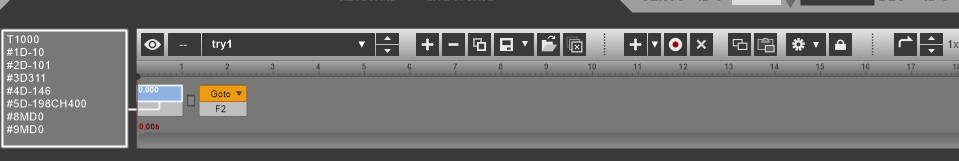 T1000
#1D-10
#2D-101
#3D311
#4D-146
#5D-198CH400
#8MD0
#9MD0
--
try1
1x
1 2 3 4 5 6 7 8 9 10 11 12 13 14 15 16 17 18
0.000
Goto
F2
0.00s